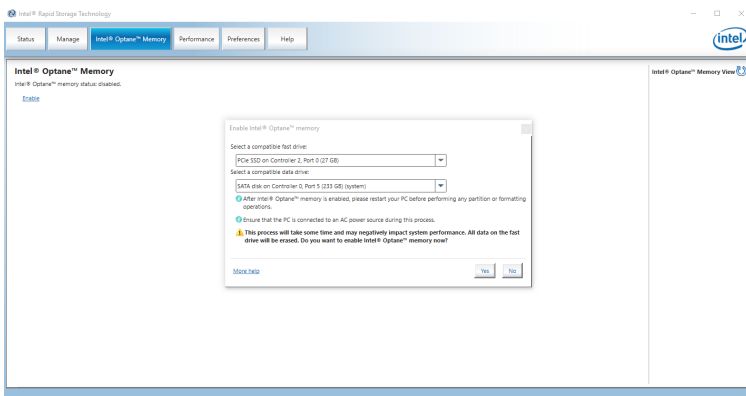 Intel® Rapid Storage Technology
Status
Manage
Intel® Optane™ Memory
Performance
Preferences
Help
intel
Intel® Optane™ Memory
Intel® Optane™ memory status: disabled.
Enable
Intel® Optane™ Memory View
Enable Intel® Optane™ memory
Select a compatible fast drive:
PCIe SSD on Controller 2, Port 0 (27 GB)
Select a compatible data drive:
SATA disk on Controller 0, Port 5 (233 GB) (system)
After Intel® Optane™ memory is enabled, please restart your PC before performing any partition or formatting
operations.
Ensure that the PC is connected to an AC power source during this process.
This process will take some time and may negatively impact system performance. All data on the fast
drive will be erased. Do you want to enable Intel® Optane™ memory now?
More help
Yes
No